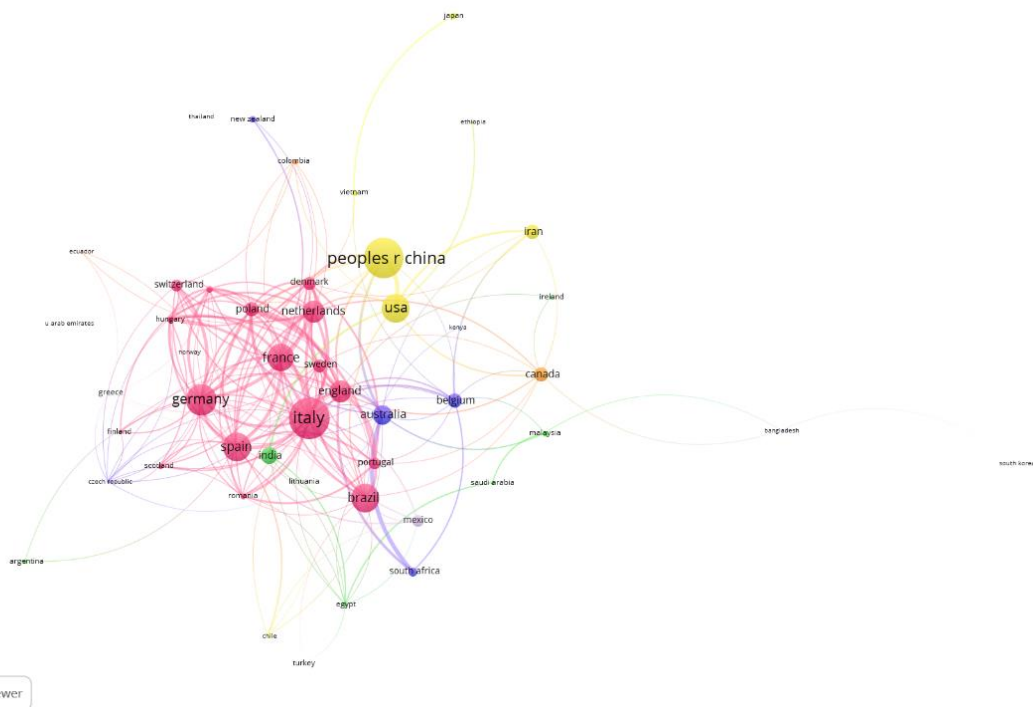 japan
thailand
new zealand
ethiopia
colombia
vietnam
iran
ecuador
peoples r china
switzerland
denmark
ireland
usa
poland
netherlands
hungary
u arab emirates
kenya
norway
france
sweden
canada
greece
germany
england
belgium
italy
australia
finland
malaysia
bangladesh
spain
india
portugal
scotland
south korea
czech republic
lithuania
saudi arabia
romania
brazil
mexico
argentina
south africa
egypt
chile
turkey
ewer